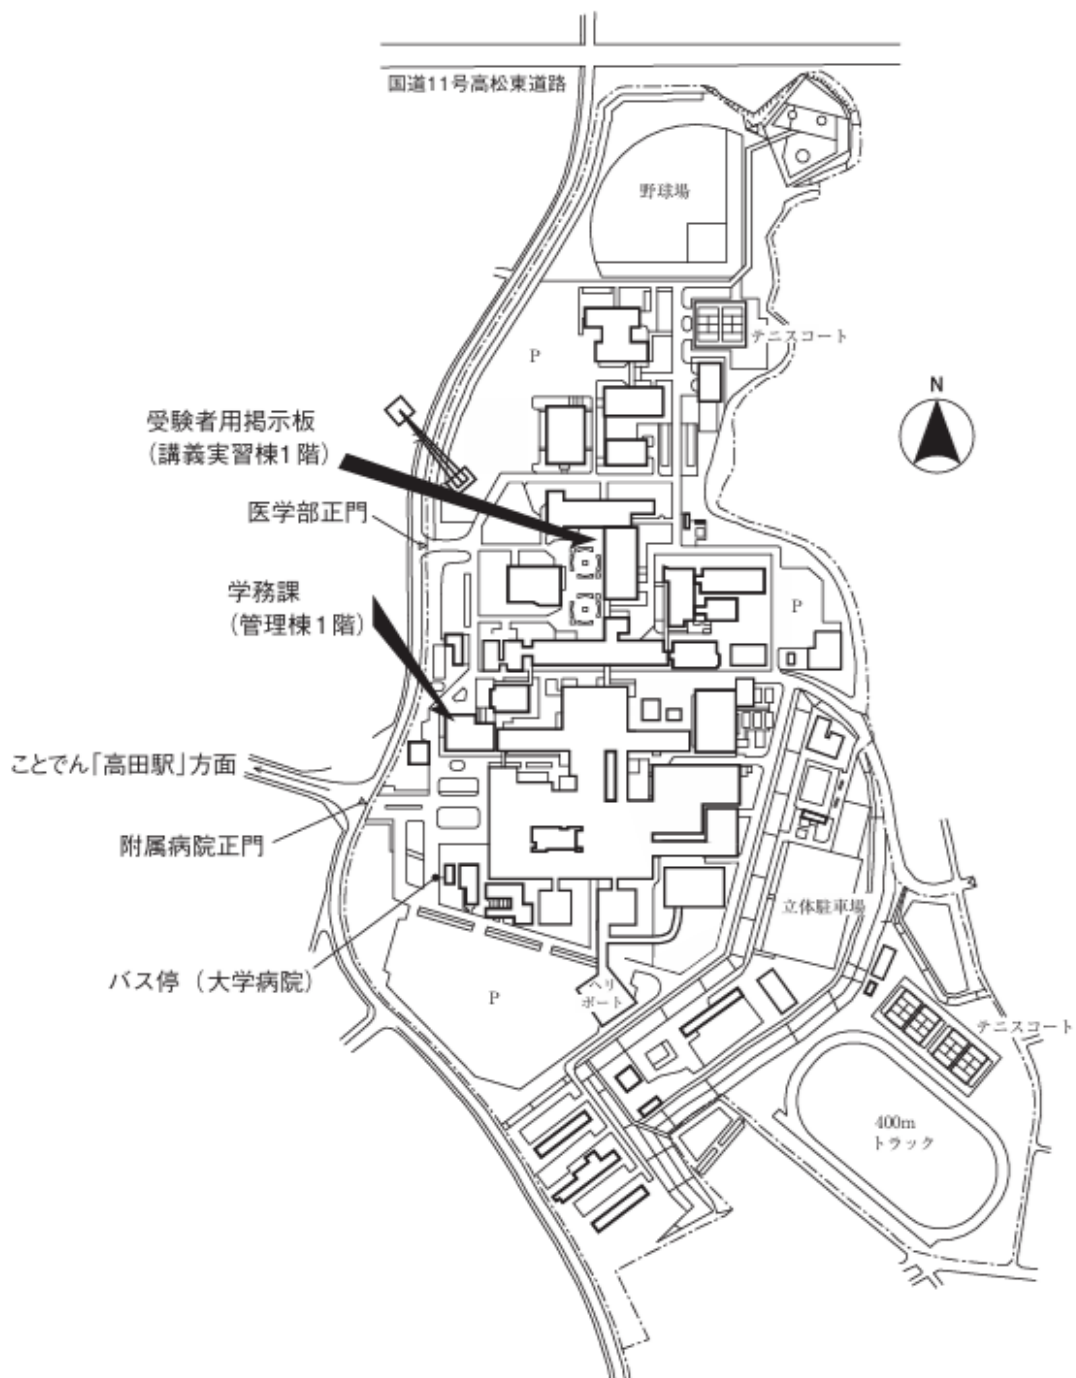 国道11号高松東道路
野球場
テニスコート
P
N
受験者用掲示板
(講義実習棟1階)
医学部正門
学務課
(管理棟1階)
P
ことでん「高田駅」方面
附属病院正門
立体駐車場
バス停（大学病院）
P
ヘリ
ポート
テニスコート
400m
トラック